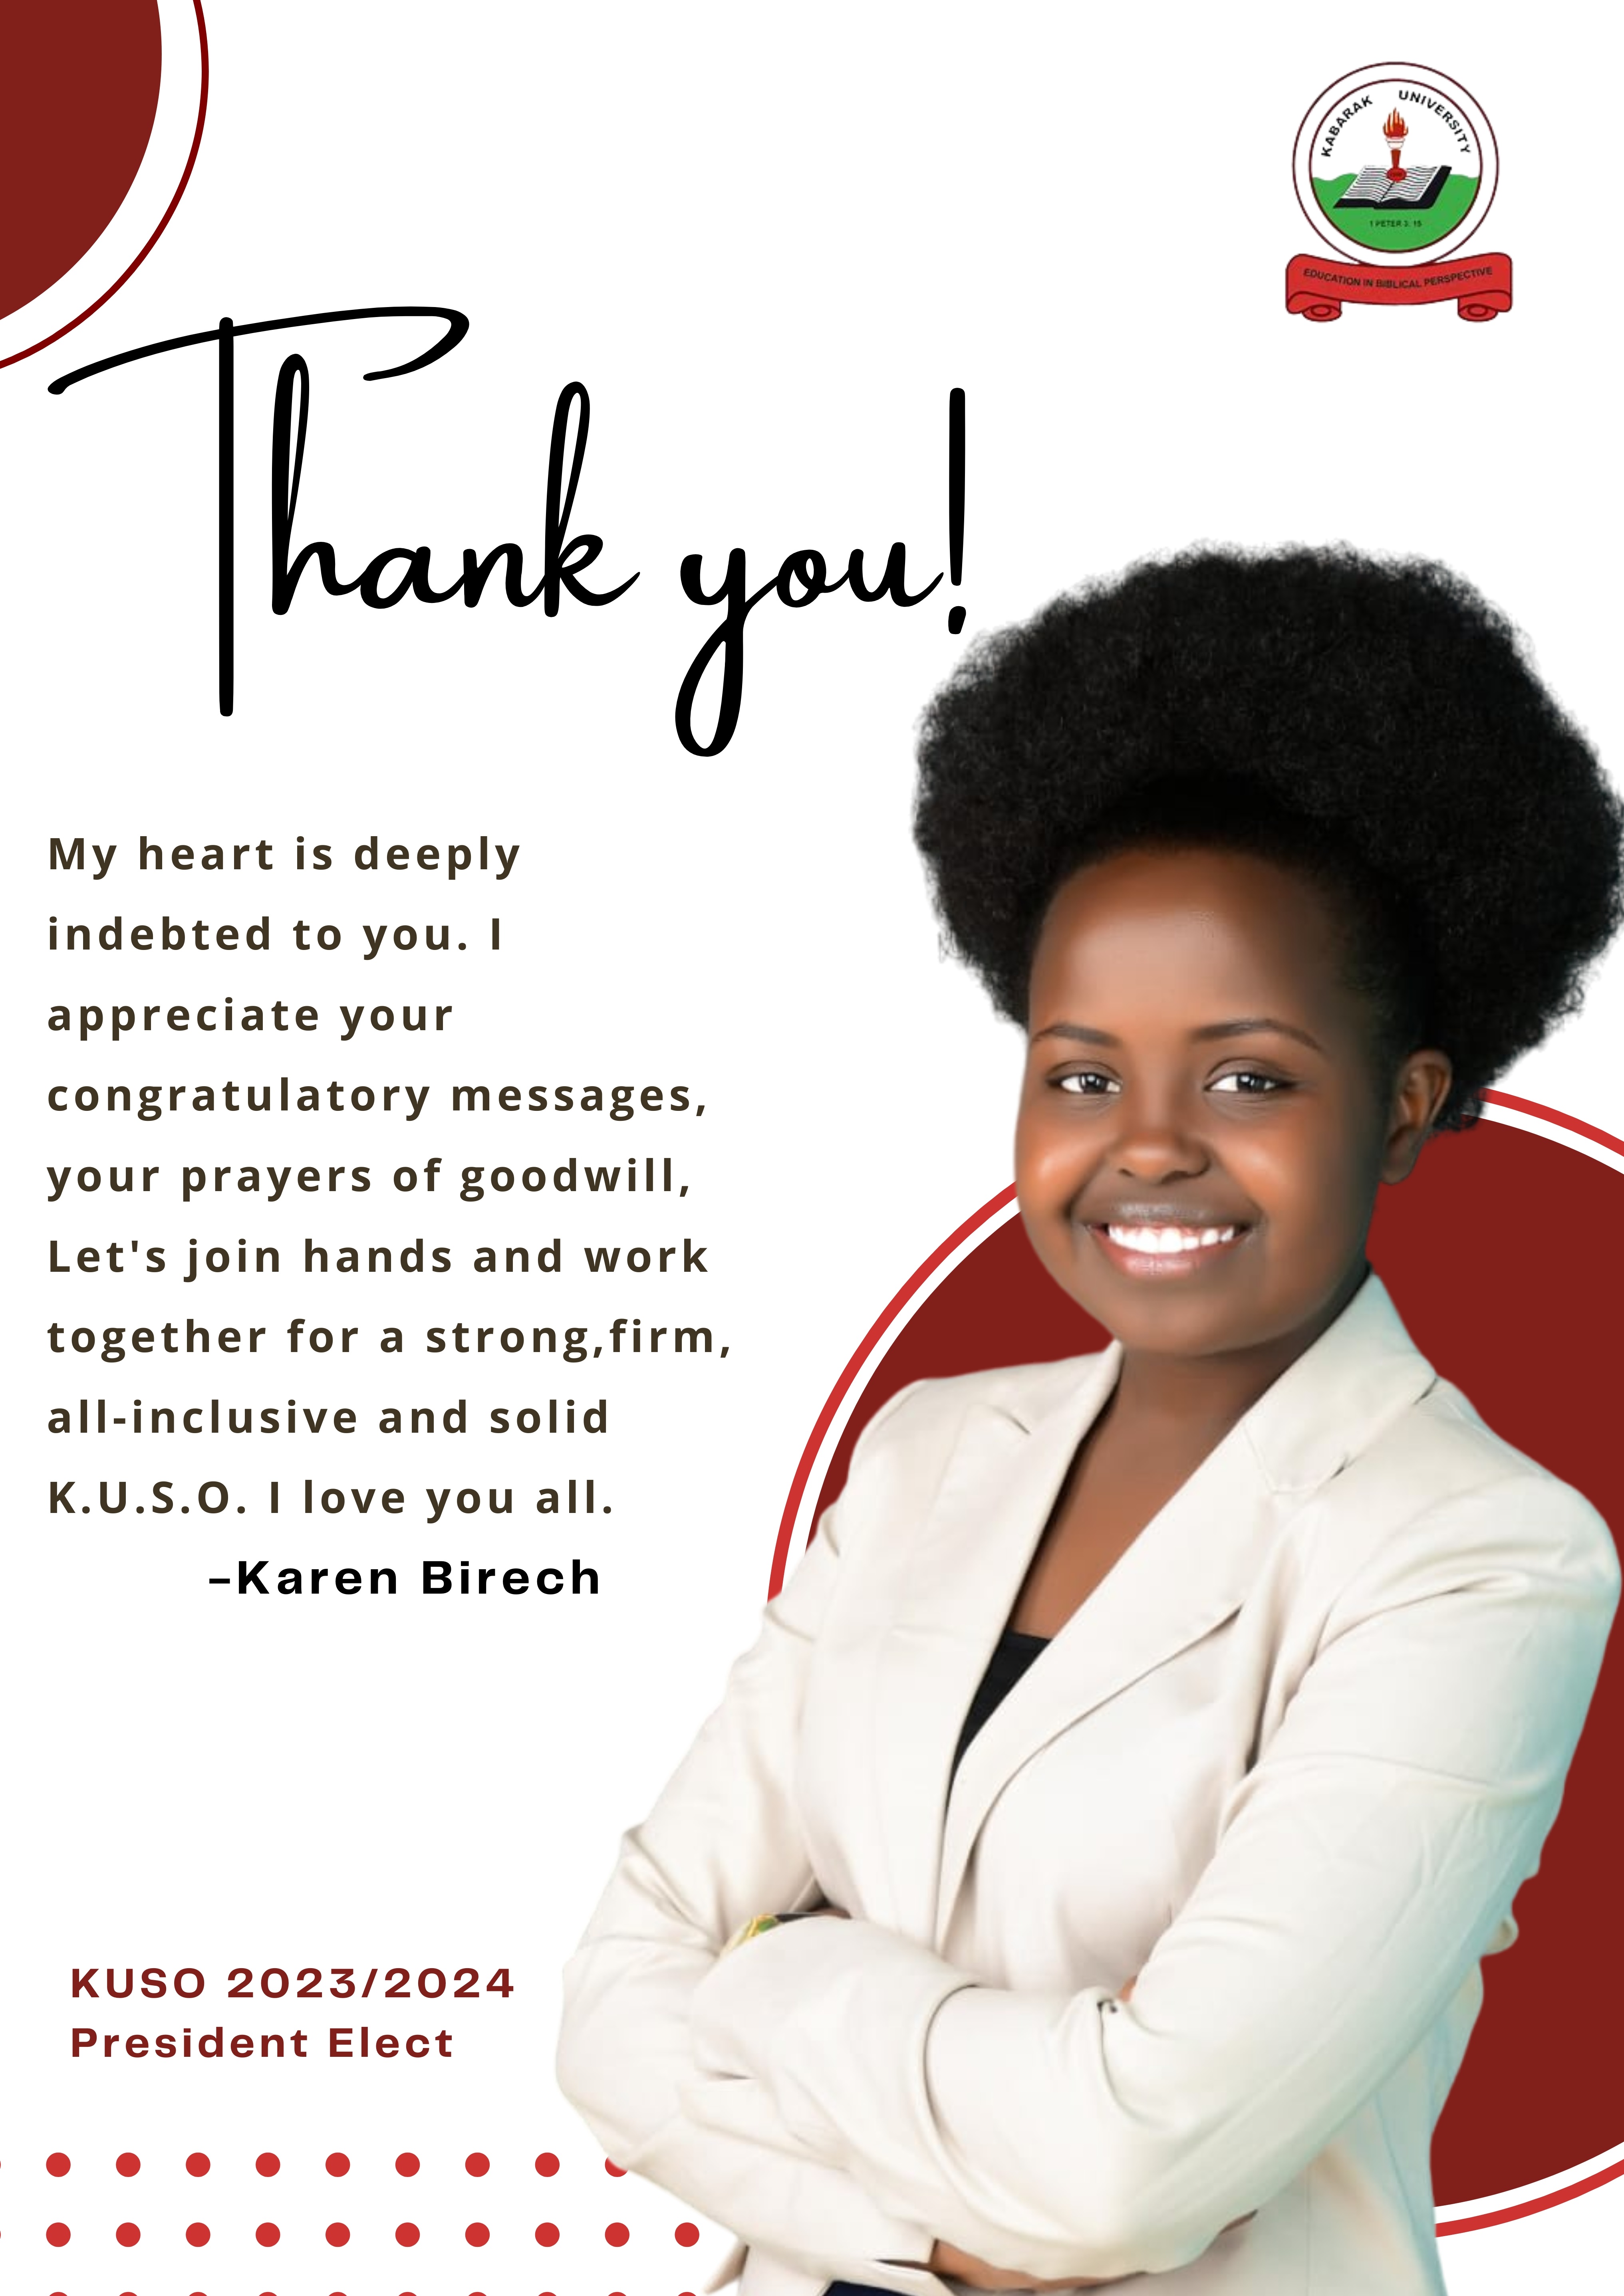 KABARAK UNIVERSITY
1 PETER 3: 15
EDUCATION IN BIBLICAL PERSPECTIVE
Thank you!
My heart is deeply
indebted to you. I
appreciate your
congratulatory messages,
your prayers of goodwill,
Let's join hands and work
together for a strong,firm,
all-inclusive and solid
K.U.S.O. I love you all.
–Karen Birech
KUSO 2023/2024
President Elect